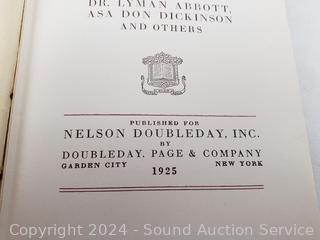 DR. LYMAN ABBOTT,
ASA DON DICKINSON
AND OTHERS
PUBLISHED FOR
NELSON DOUBLEDAY, INC.
BY
DOUBLEDAY, PAGE & COMPANY
GARDEN CITY NEW YORK
1925
Copyright © 2024 - Sound Auction Service